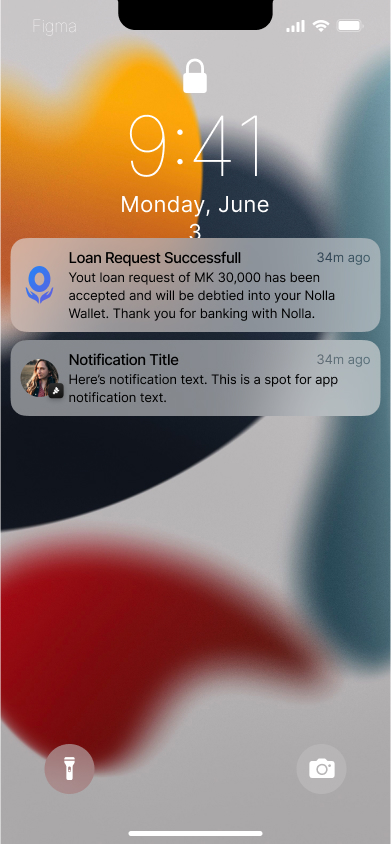 Figma
9:41
Monday, June
3
Loan Request Successfull
34m ago
Yout loan request of MK 30,000 has been
accepted and will be debtied into your Nolla
Wallet. Thank you for banking with Nolla.
Notification Title
34m ago
Here's notification text. This is a spot for app
notification text.